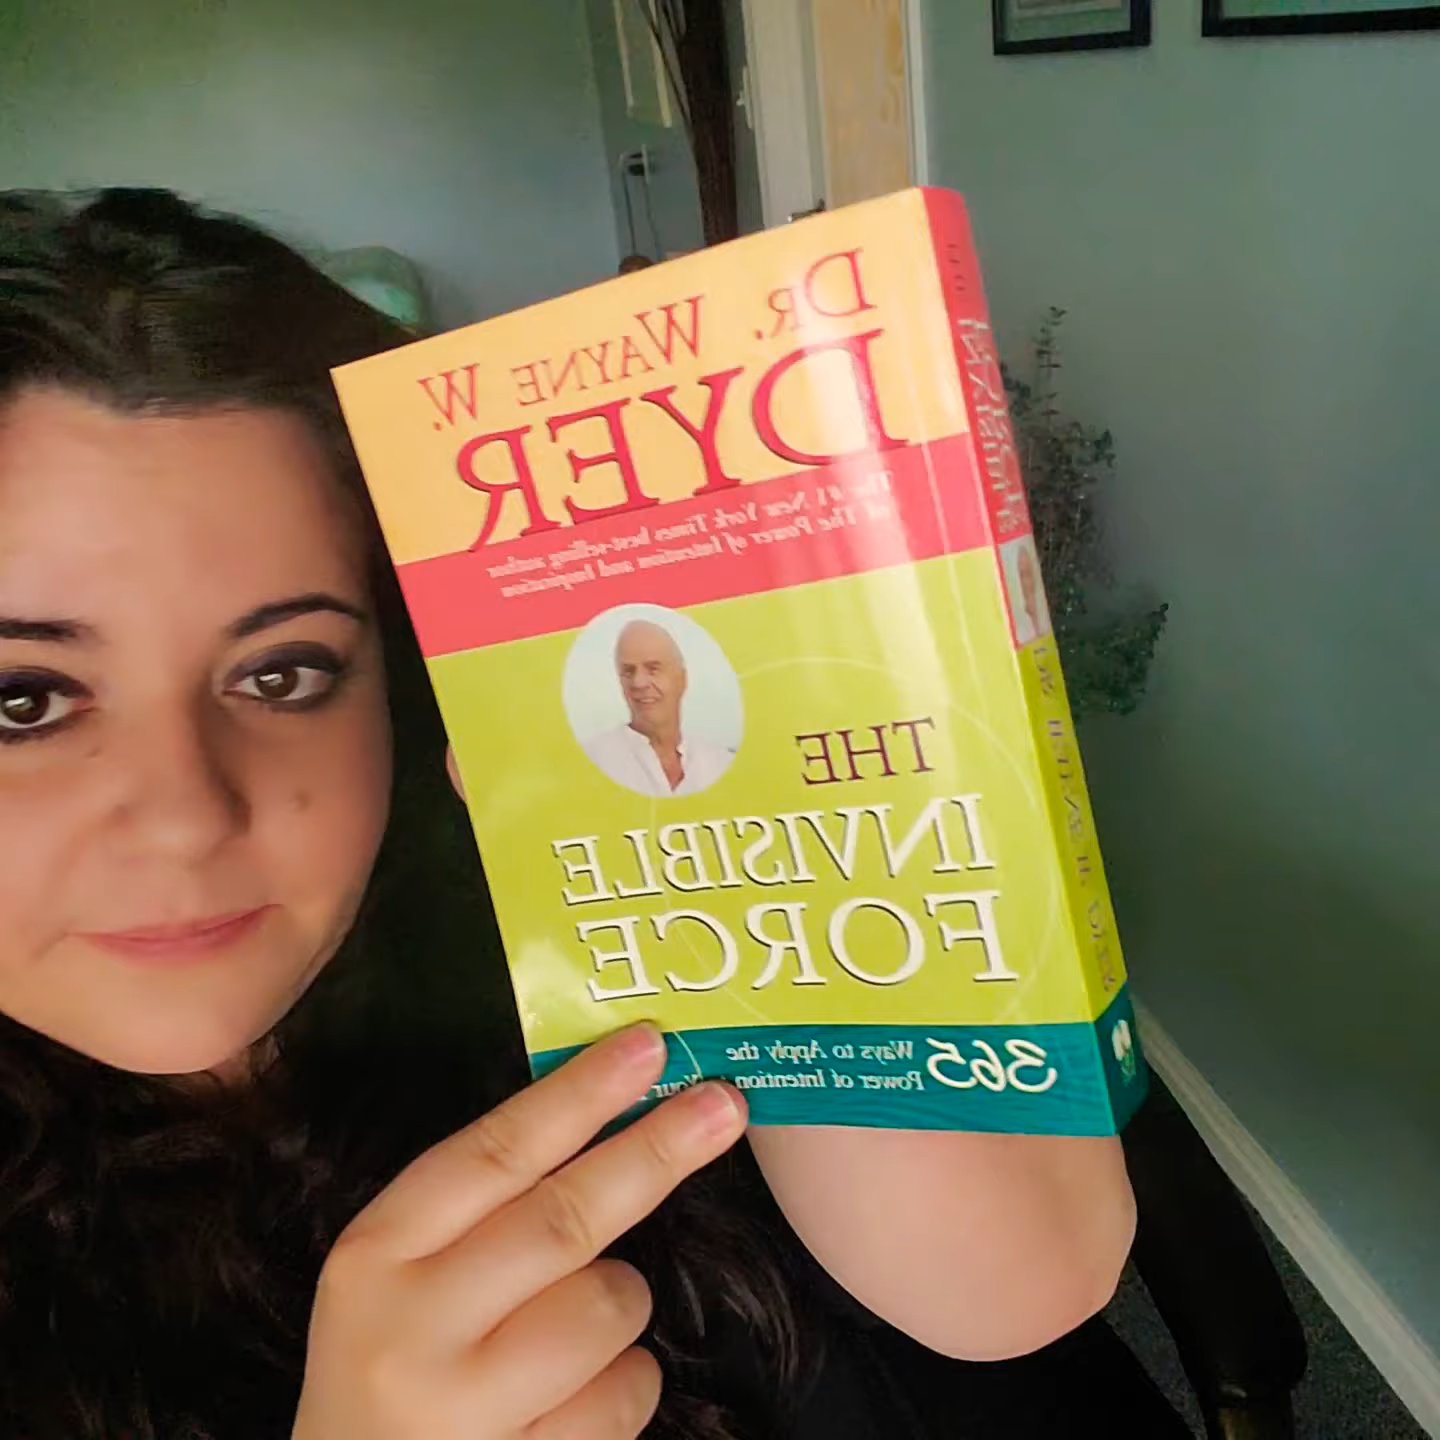 DR. WAYNE W.
DYER
The #1 New York Times best-selling author
of The Power of Intention and Inspiration
THE
INVISIBLE
FORCE
365 Ways to Apply the
Power of Intention Your